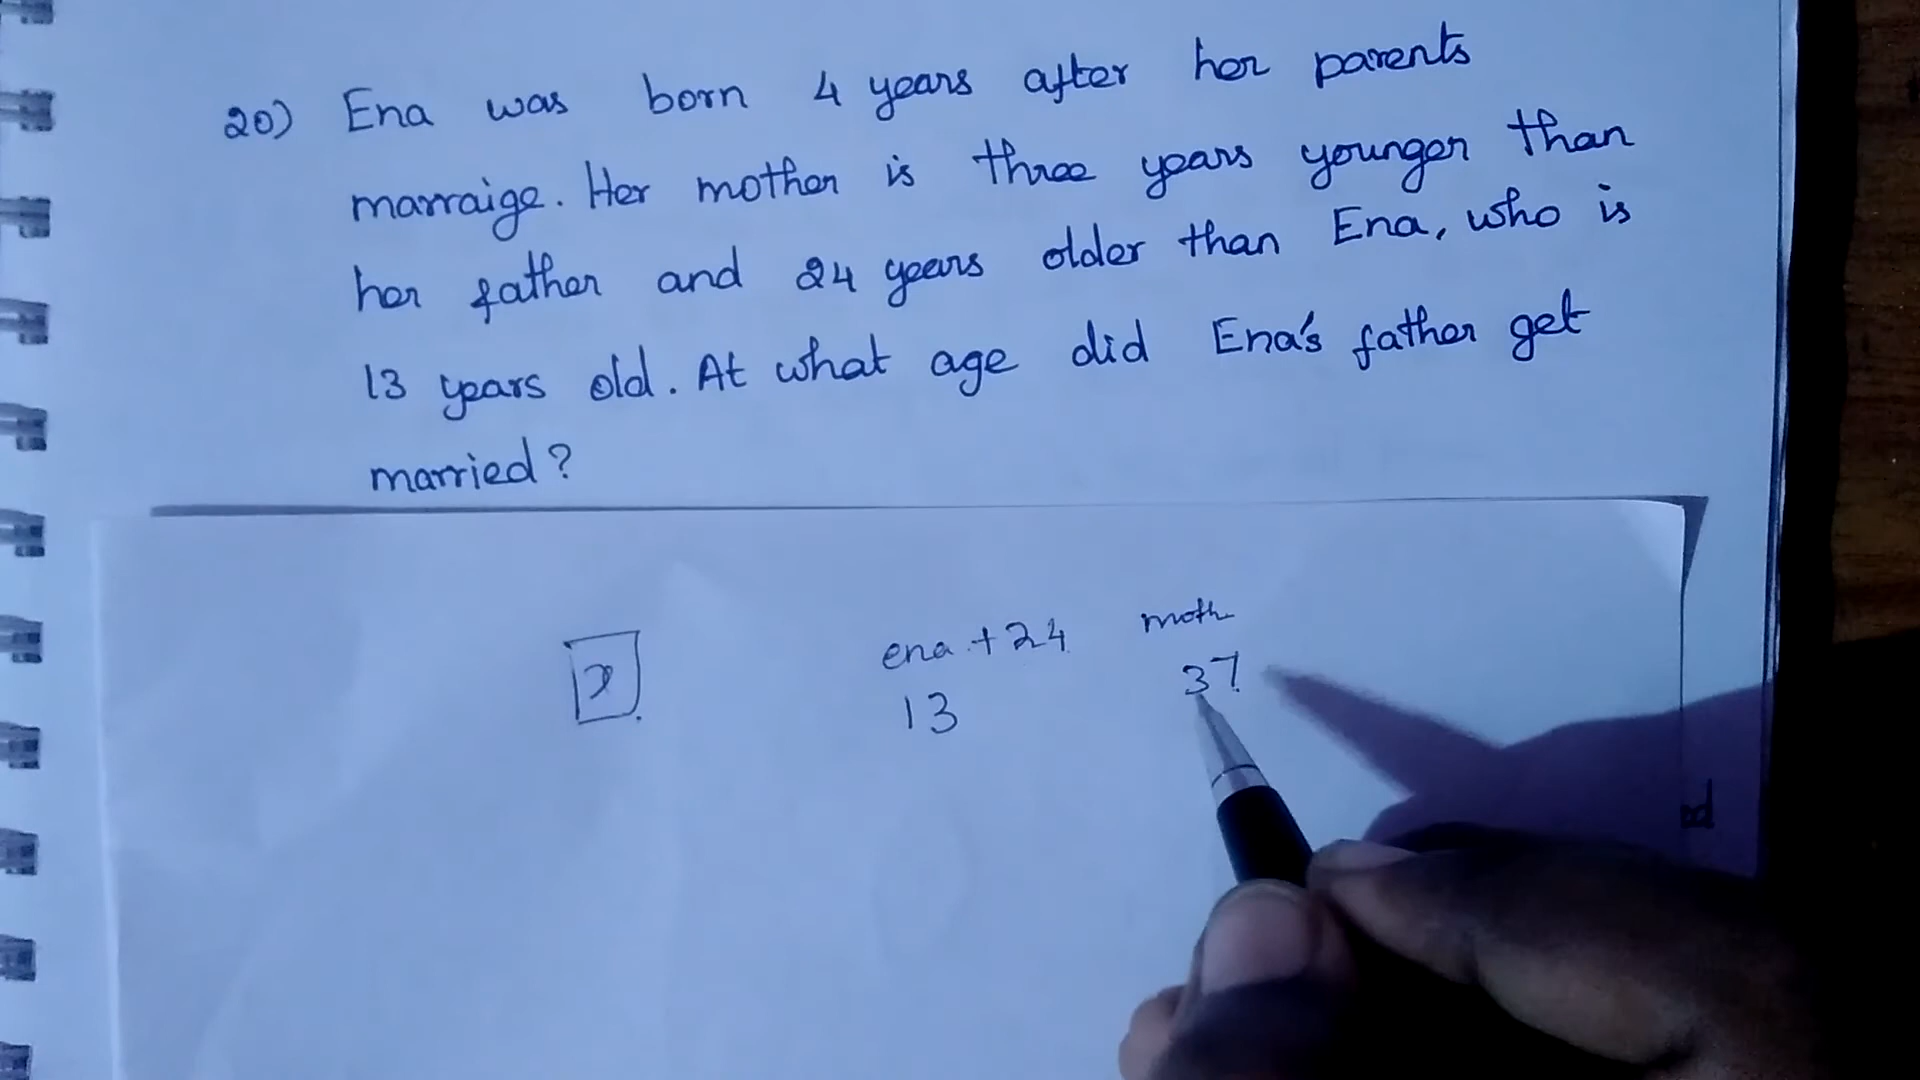 20) Ena was born 4 years after her parents
marraige. Her mother is three years younger than
her father and 24 years older than Ena, who is
13 years old. At what age did Ena's father get
married?
ena + 24 moth
13 37